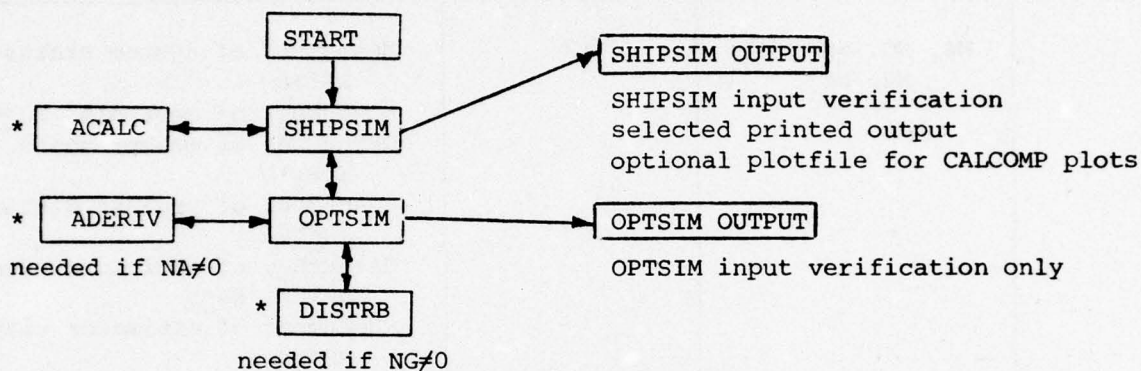 START
SHIPSIM OUTPUT
SHIPSIM input verification
selected printed output
optional plotfile for CALCOMP plots
* ACALC
SHIPSIM
* ADERIV
needed if NA≠0
OPTSIM
OPTSIM OUTPUT
OPTSIM input verification only
* DISTRB
needed if NG≠0